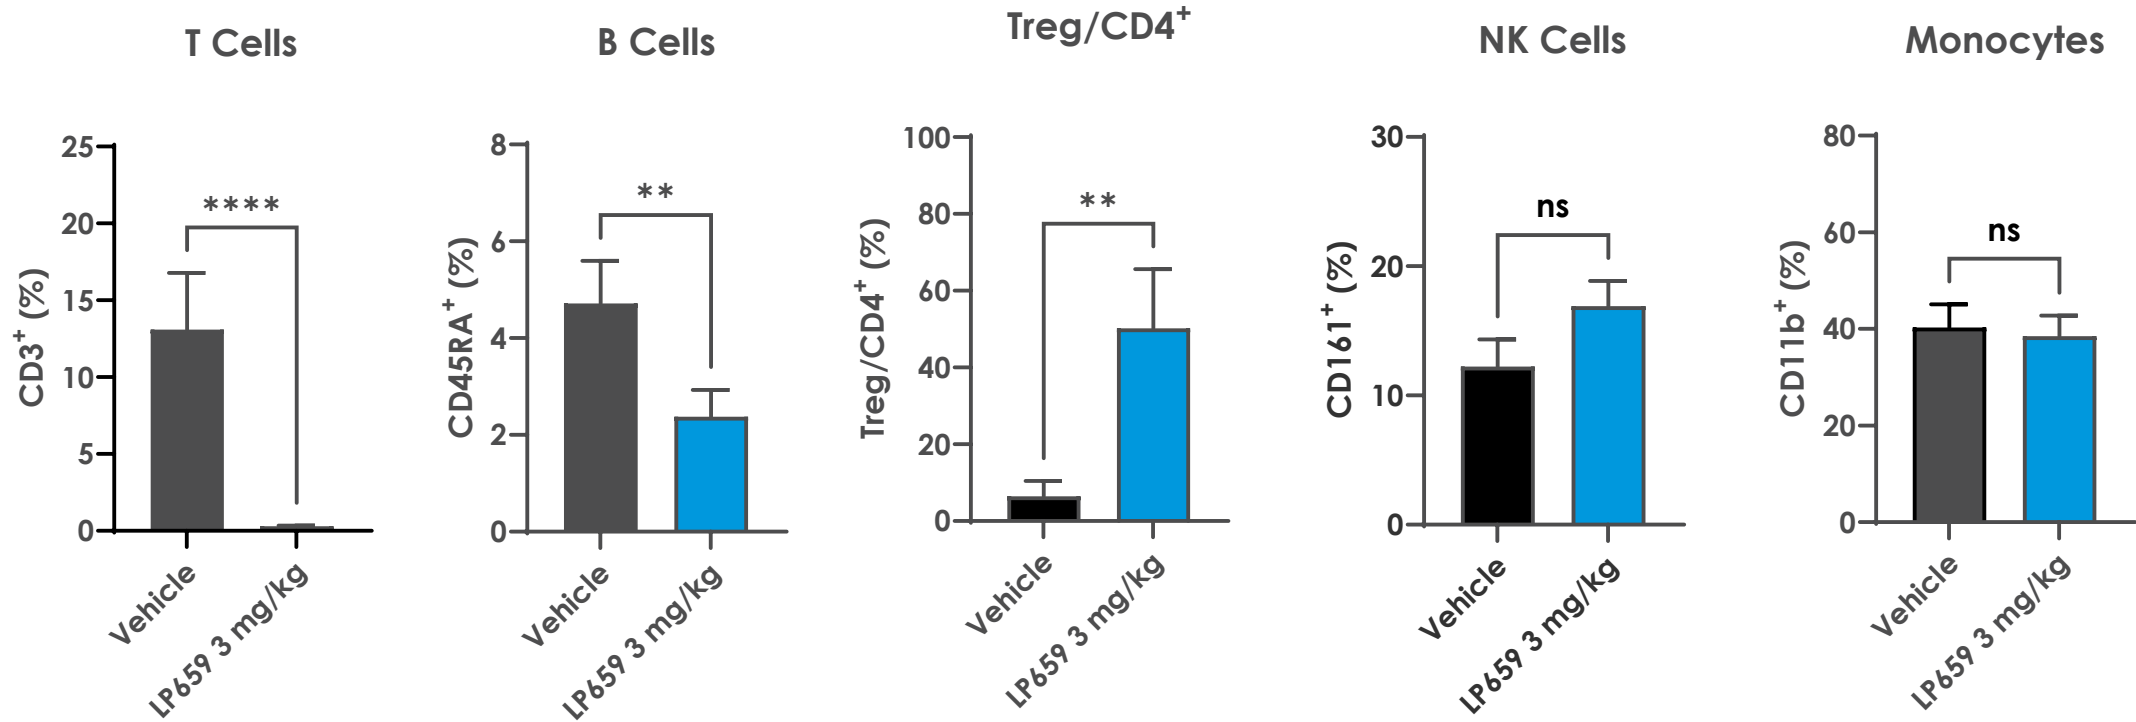 T Cells
CD3+ (%)
25
20
15
10
5
0
****
Vehicle
LP659 3 mg/kg
B Cells
CD45RA+ (%)
8
6
4
2
0
**
Vehicle
LP659 3 mg/kg
Treg/CD4+
Treg/CD4+ (%)
100
80
60
40
20
0
**
Vehicle
LP659 3 mg/kg
NK Cells
CD161+ (%)
30
20
10
0
ns
Vehicle
LP659 3 mg/kg
Monocytes
CD11b+ (%)
80
60
40
20
0
ns
Vehicle
LP659 3 mg/kg